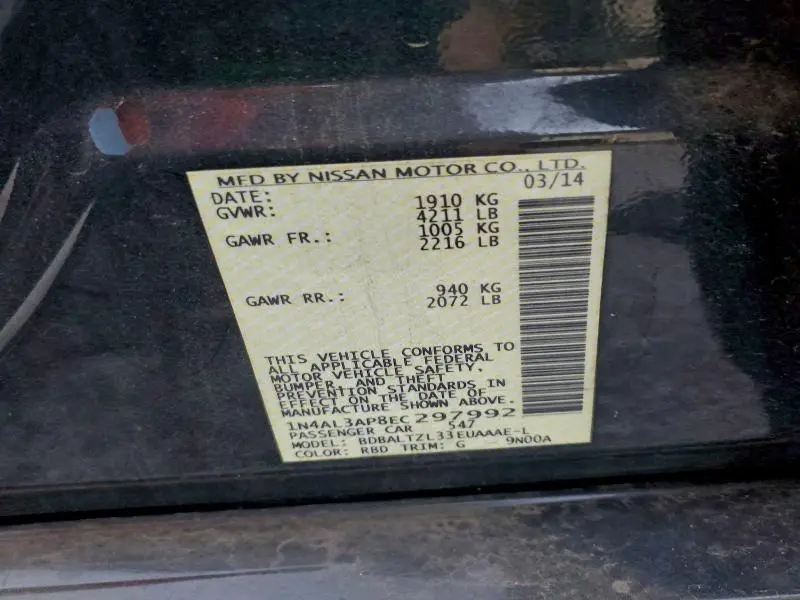 MFD BY NISSAN MOTOR CO., LTD.
DATE: 03/14
GVWR: 1910 KG
4211 LB
GAWR FR.: 1005 KG
2216 LB
GAWR RR.: 940 KG
2072 LB
THIS VEHICLE CONFORMS TO
ALL APPLICABLE FEDERAL
MOTOR VEHICLE SAFETY,
BUMPER, AND THEFT
PREVENTION STANDARDS IN
EFFECT ON THE DATE OF
MANUFACTURE SHOWN ABOVE.
1N4AL3AP8EC297992
PASSENGER CAR 547
MODEL: BDBALTZL33EUAAAE-L
COLOR: RBD TRIM: G - 9N00A